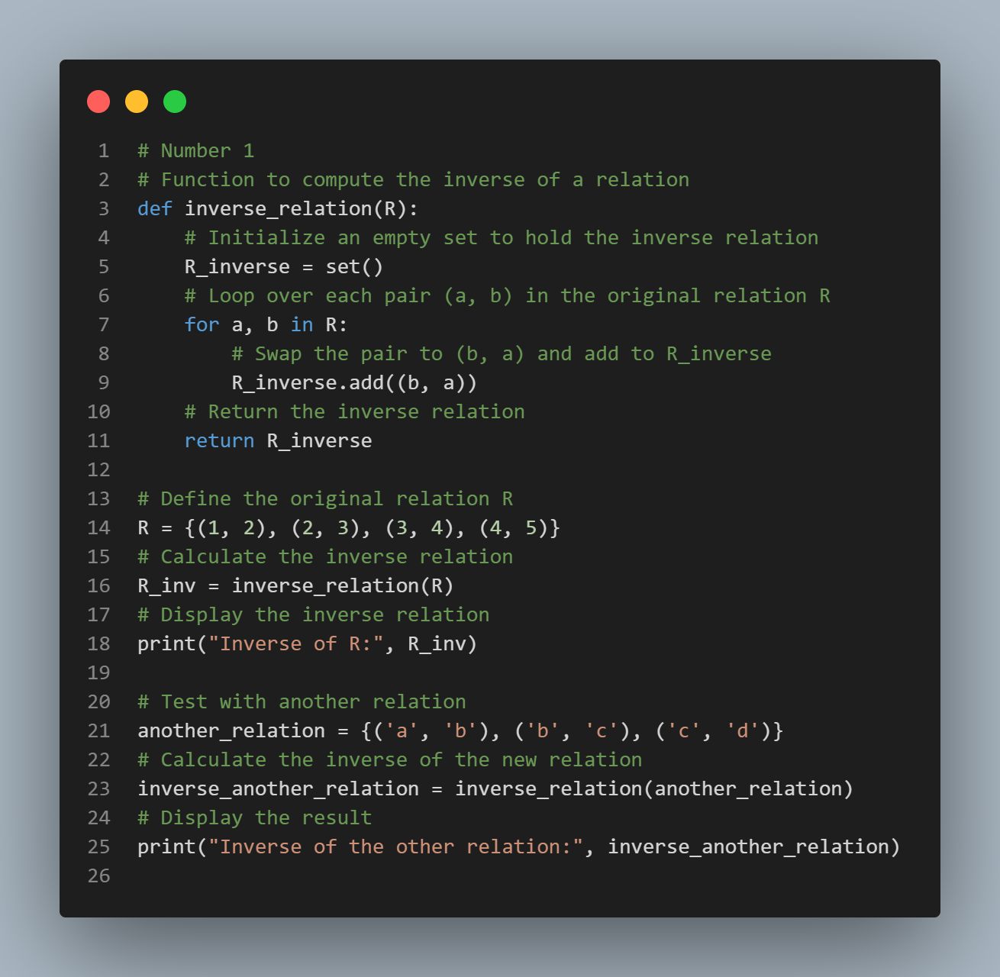 1 # Number 1
2 # Function to compute the inverse of a relation
3 def inverse_relation(R):
4     # Initialize an empty set to hold the inverse relation
5     R_inverse = set()
6     # Loop over each pair (a, b) in the original relation R
7     for a, b in R:
8         # Swap the pair to (b, a) and add to R_inverse
9         R_inverse.add((b, a))
10     # Return the inverse relation
11     return R_inverse
12
13 # Define the original relation R
14 R = {(1, 2), (2, 3), (3, 4), (4, 5)}
15 # Calculate the inverse relation
16 R_inv = inverse_relation(R)
17 # Display the inverse relation
18 print("Inverse of R:", R_inv)
19
20 # Test with another relation
21 another_relation = {('a', 'b'), ('b', 'c'), ('c', 'd')}
22 # Calculate the inverse of the new relation
23 inverse_another_relation = inverse_relation(another_relation)
24 # Display the result
25 print("Inverse of the other relation:", inverse_another_relation)
26